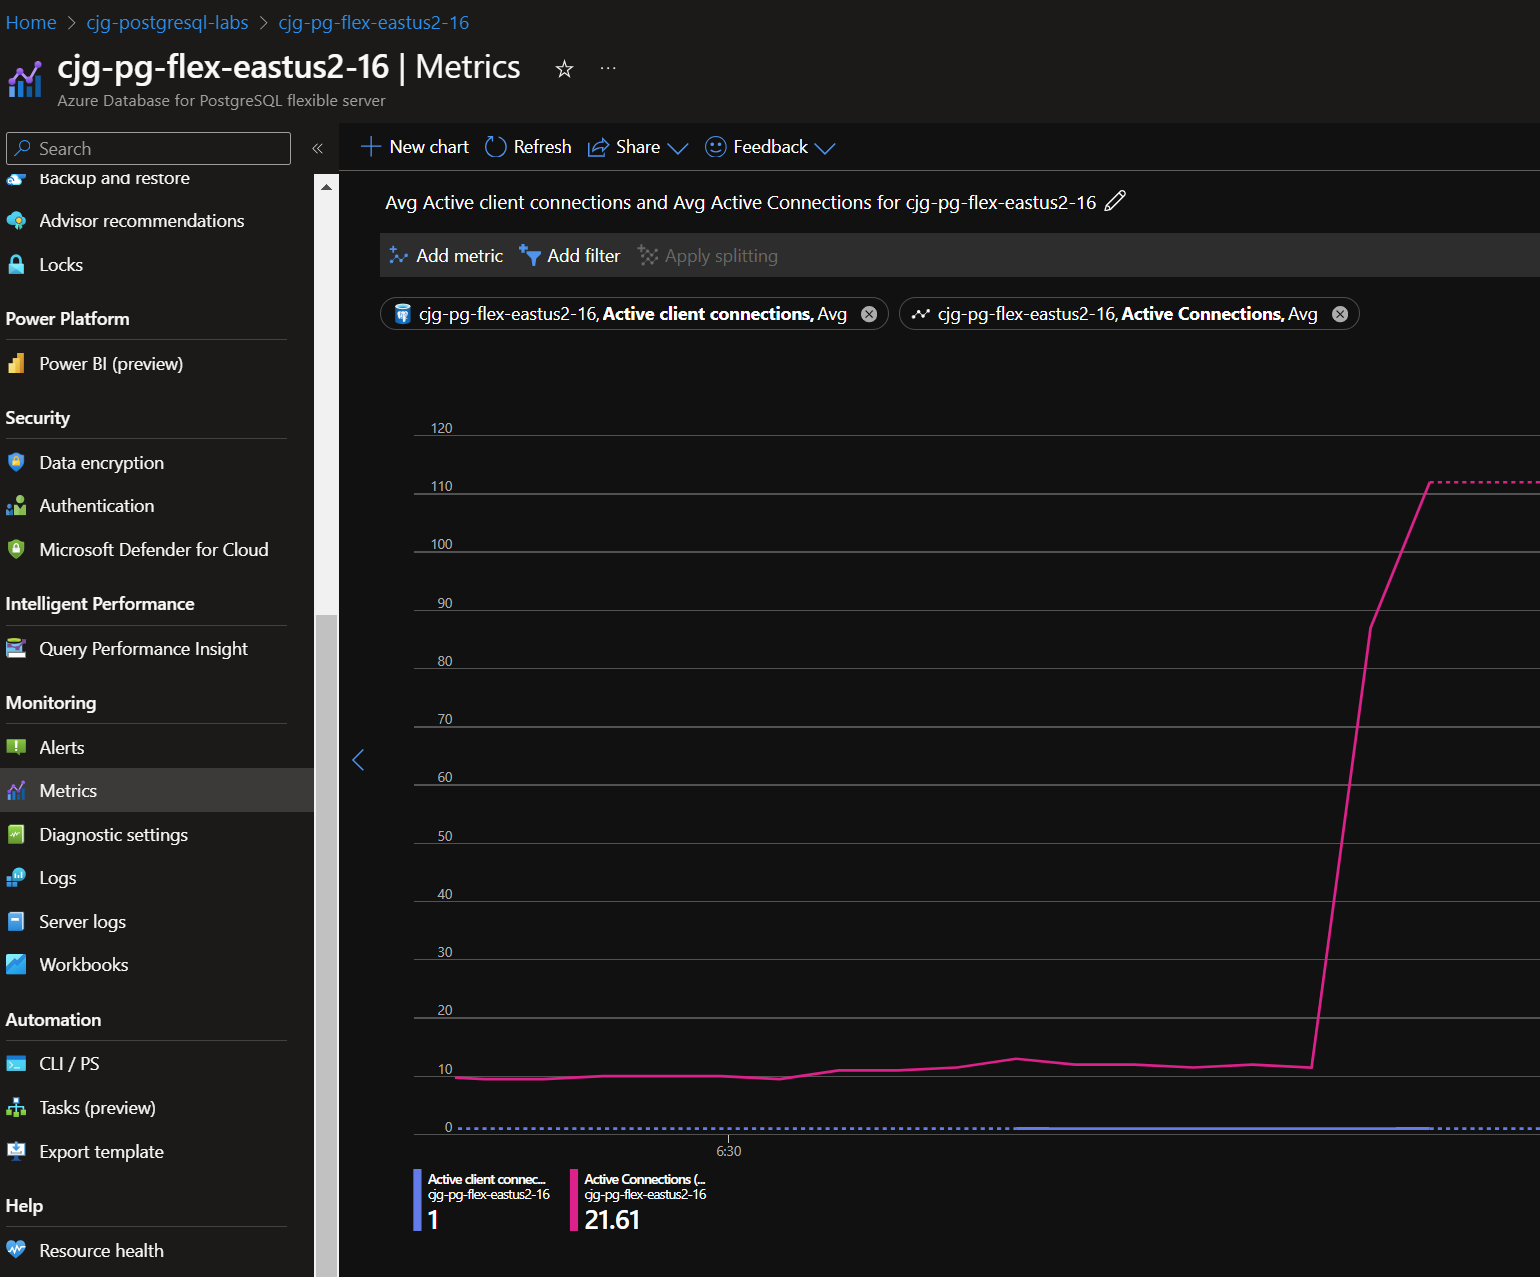 Home > cjg-postgresql-labs > cjg-pg-flex-eastus2-16
cjg-pg-flex-eastus2-16 | Metrics
Azure Database for PostgreSQL flexible server
Search
Backup and restore
Advisor recommendations
Locks
Power Platform
Power BI (preview)
Security
Data encryption
Authentication
Microsoft Defender for Cloud
Intelligent Performance
Query Performance Insight
Monitoring
Alerts
Metrics
Diagnostic settings
Logs
Server logs
Workbooks
Automation
CLI / PS
Tasks (preview)
Export template
Help
Resource health
New chart Refresh Share Feedback
Avg Active client connections and Avg Active Connections for cjg-pg-flex-eastus2-16
Add metric Add filter Apply splitting
cjg-pg-flex-eastus2-16, Active client connections, Avg
cjg-pg-flex-eastus2-16, Active Connections, Avg
120
110
100
90
80
70
60
50
40
30
20
10
0
6:30
Active client connec...
cjg-pg-flex-eastus2-16
1
Active Connections (...
cjg-pg-flex-eastus2-16
21.61